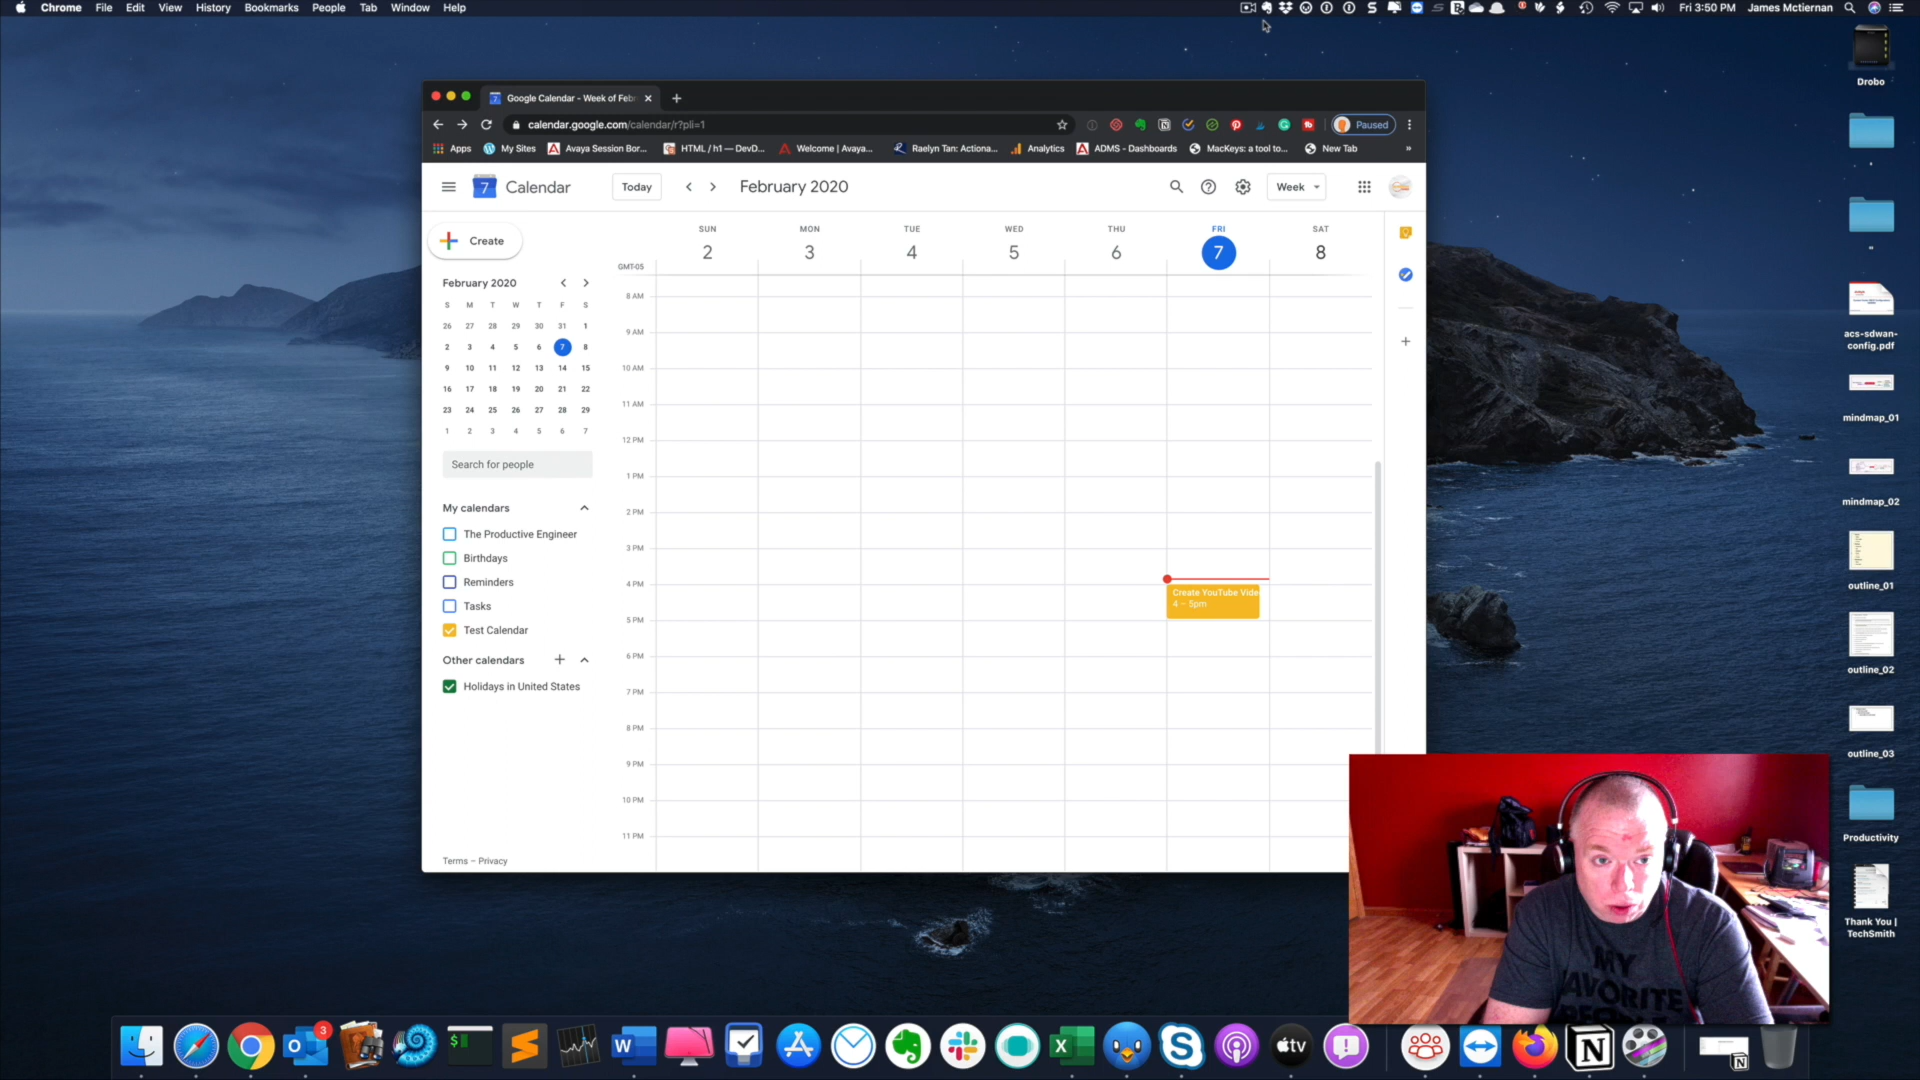 Chrome File Edit View History Bookmarks People Tab Window Help
Fri 3:50 PM James Mctiernan
Google Calendar - Week of Feb
calendar.google.com/calendar/r?pli=1
Paused
Apps My Sites Avaya Session Bor... HTML / h1 — DevD... Welcome | Avaya... Raelyn Tan: Actiona... Analytics ADMS - Dashboards MacKeys: a tool to... New Tab »
7 Calendar Today February 2020 Week
Create
SUN MON TUE WED THU FRI SAT
2 3 4 5 6 7 8
GMT-05
February 2020
S M T W T F S
26 27 28 29 30 31 1
2 3 4 5 6 7 8
9 10 11 12 13 14 15
16 17 18 19 20 21 22
23 24 25 26 27 28 29
1 2 3 4 5 6 7
Search for people
My calendars
The Productive Engineer
Birthdays
Reminders
Tasks
Test Calendar
Other calendars
Holidays in United States
Terms – Privacy
8 AM
9 AM
10 AM
11 AM
12 PM
1 PM
2 PM
3 PM
4 PM
5 PM
6 PM
7 PM
8 PM
9 PM
10 PM
11 PM
Create YouTube Vide
4 – 5pm
Drobo
acs-sdwan-
config.pdf
mindmap_01
mindmap_02
outline_01
outline_02
outline_03
Productivity
Thank You |
TechSmith
MY
FAVORITE
PEOPLE
3
tv